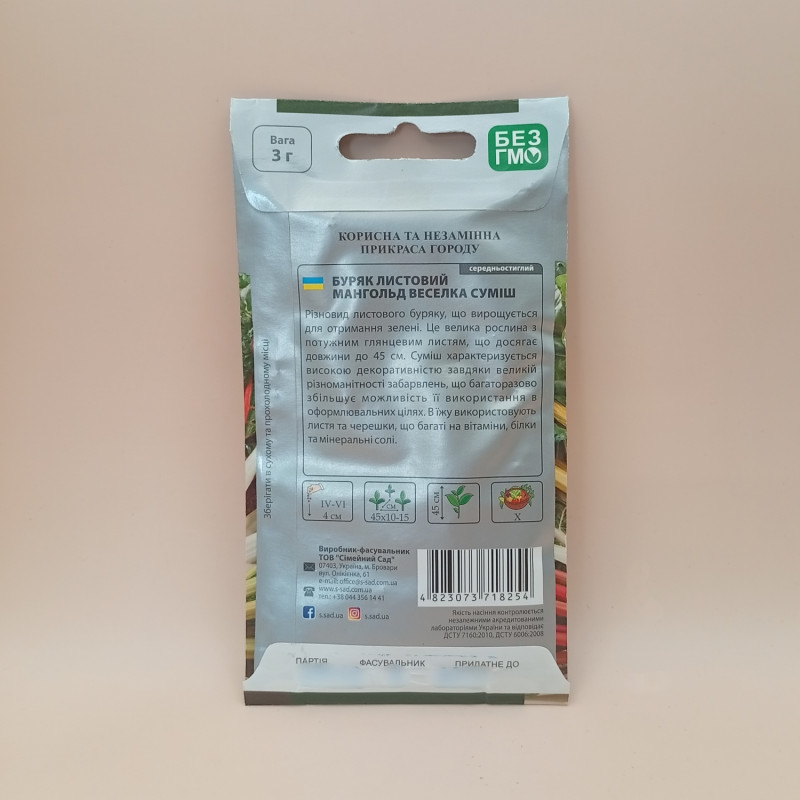 Вага
3 г
БЕЗ
ГМО
КОРИСНА ТА НЕЗАМІННА
ПРИКРАСА ГОРОДУ
середньостиглий
БУРЯК ЛИСТОВИЙ
МАНГОЛЬД ВЕСЕЛКА СУМІШ
Різновид листового буряку, що вирощується
для отримання зелені. Це велика рослина з
потужним глянцевим листям, що досягає
довжини до 45 см. Суміш характеризується
високою декоративністю завдяки великій
різноманітності забарвлень, що багаторазово
збільшує можливість її використання в
оформлювальних цілях. В їжу використовують
листя та черешки, що багаті на вітаміни, білки
та мінеральні солі.
Зберігати в сухому та прохолодному місці
IV-VI
4 см
см
45х10-15
45 см
X
Виробник-фасувальник
ТОВ "Сімейний Сад"
07403, Україна, м. Бровари
вул. Онікієнка, 61
e-mail: office@s-sad.com.ua
www.s-sad.com.ua
тел.: +38 044 356 14 41
s.sad.ua
s.sad.ua
4 823073 718254
Якість насіння контролюється
незалежними акредитованими
лабораторіями України та відповідає
ДСТУ 7160:2010, ДСТУ 6006:2008
ПАРТІЯ ФАСУВАЛЬНИК ПРИДАТНЕ ДО